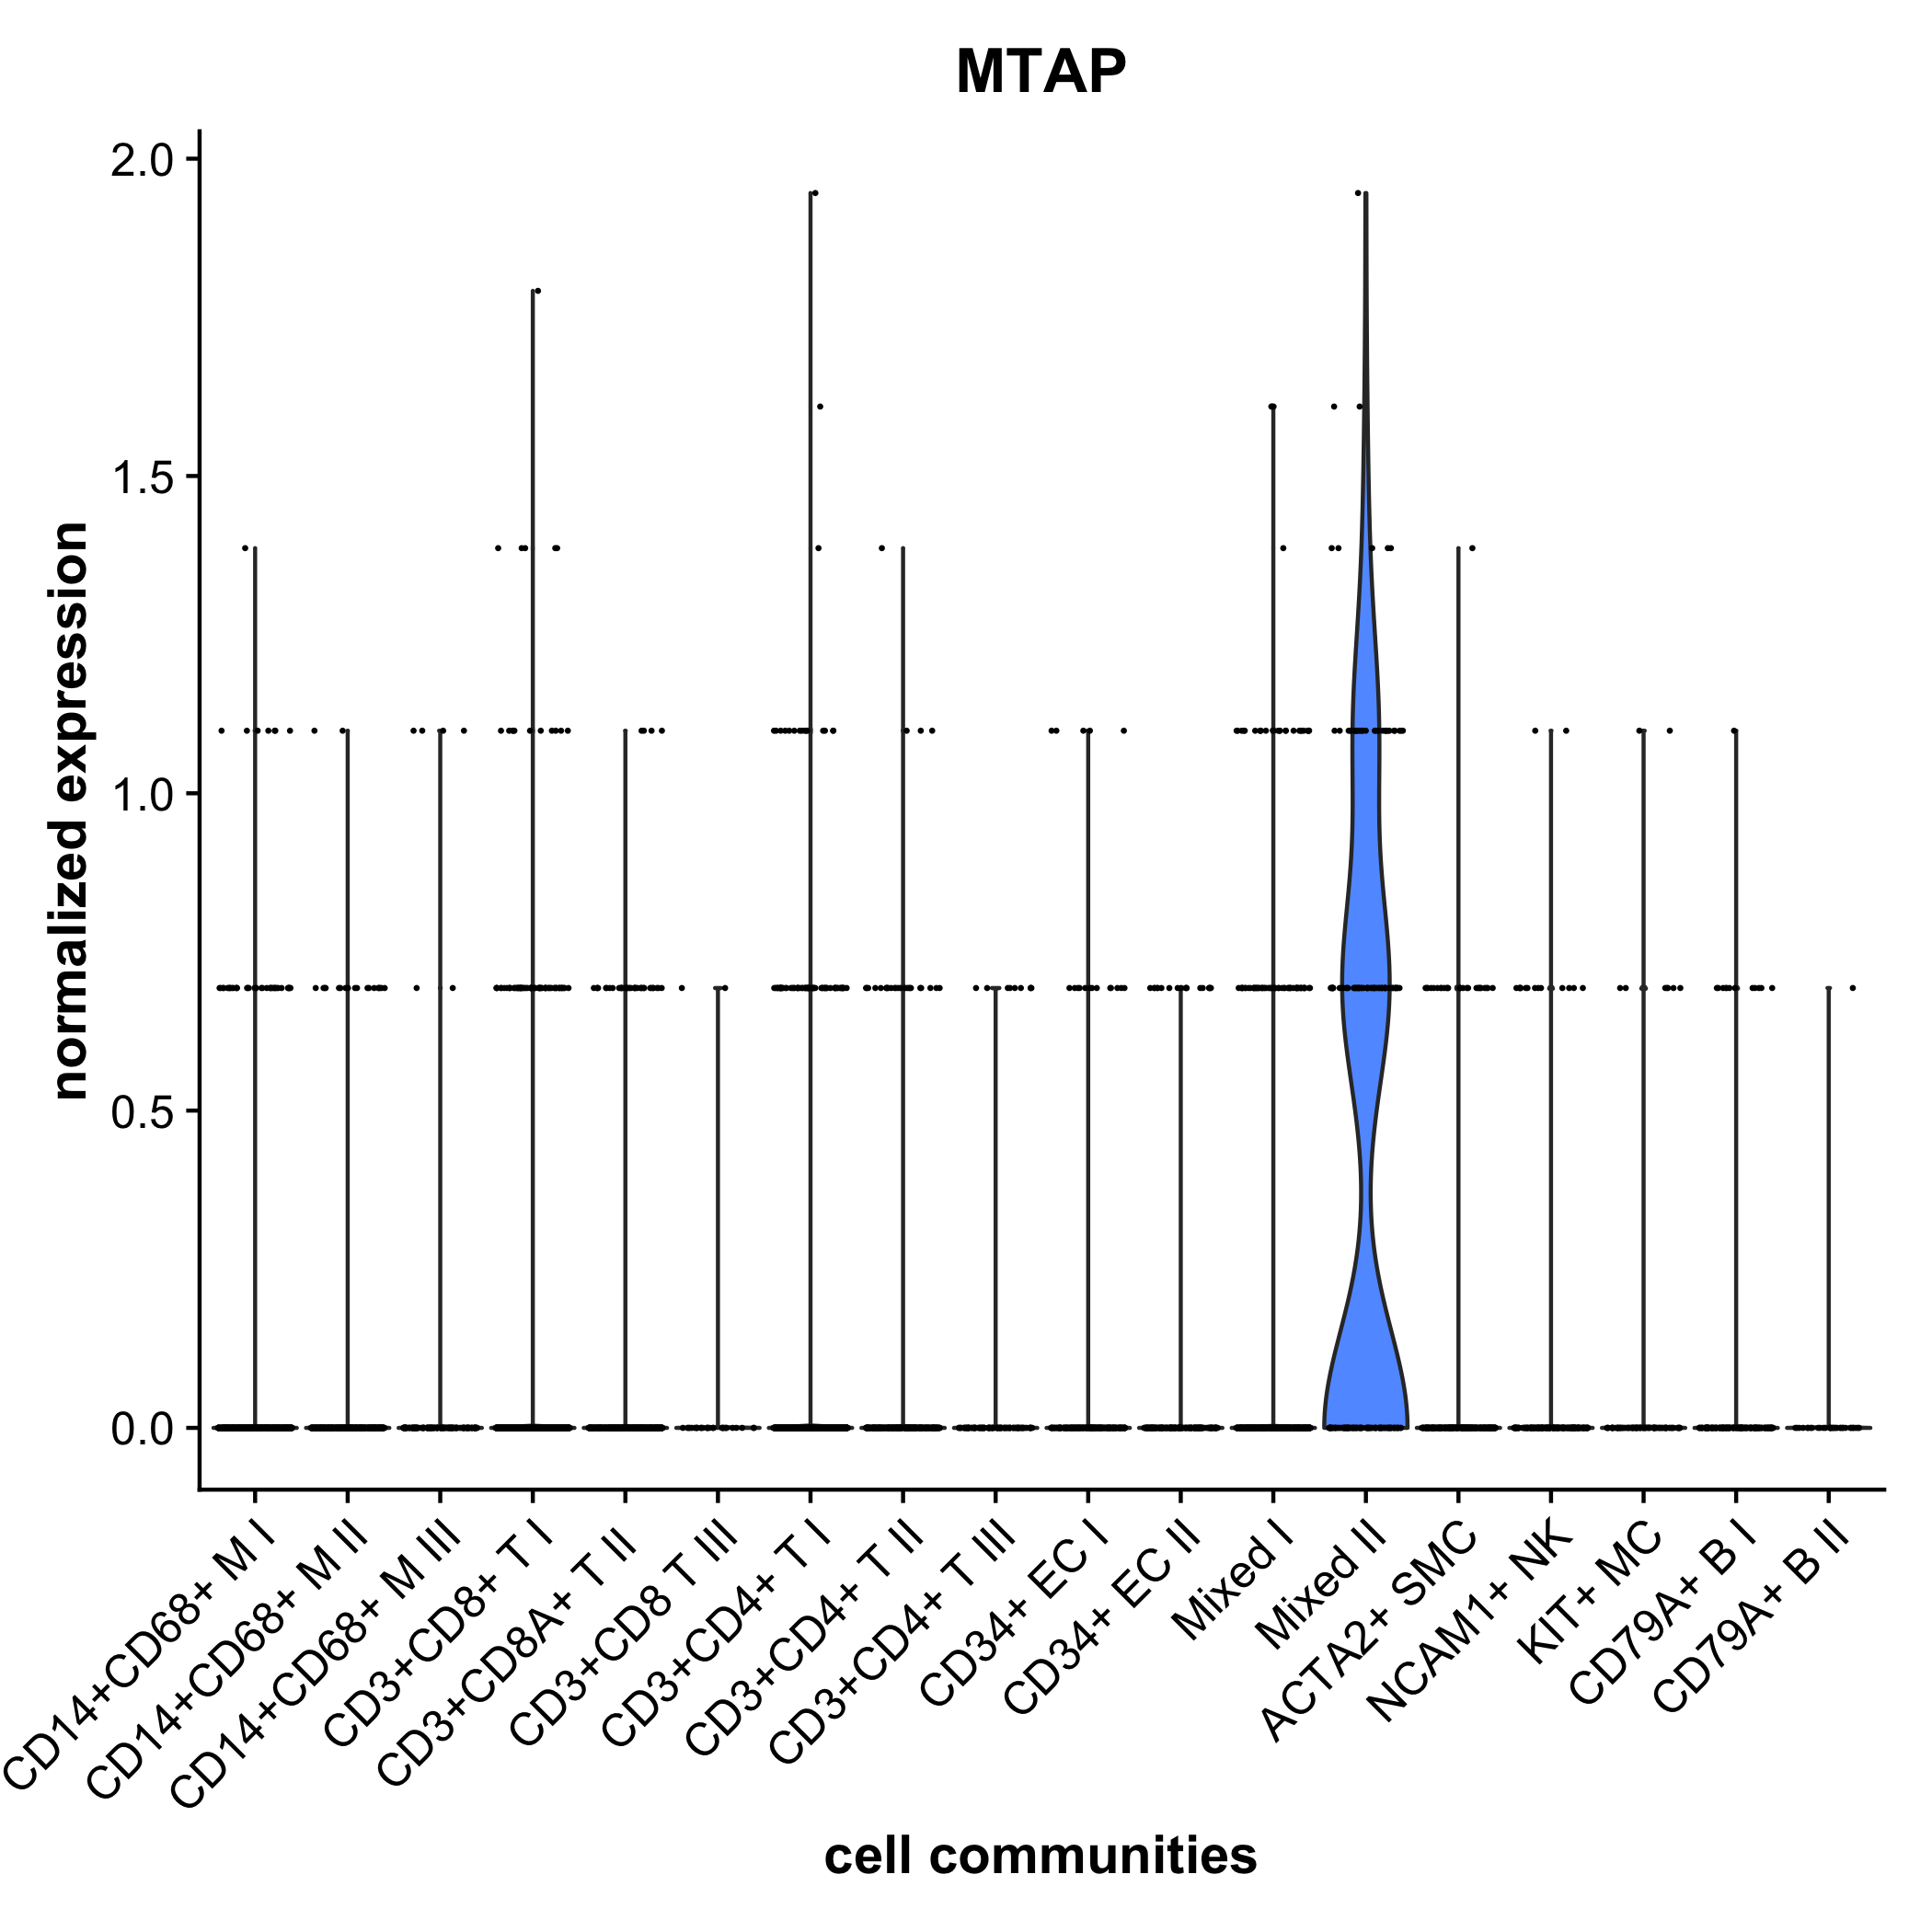 MTAP
normalized expression
2.0
1.5
1.0
0.5
0.0
CD14+CD68+ M I
CD14+CD68+ M II
CD14+CD68+ M III
CD3+CD8+ T I
CD3+CD8A+ T II
CD3+CD8 T III
CD3+CD4+ T I
CD3+CD4+ T II
CD3+CD4+ T III
CD34+ EC I
CD34+ EC II
Mixed I
Mixed II
ACTA2+ SMC
NCAM1+ NK
KIT+ MC
CD79A+ B I
CD79A+ B II
cell communities